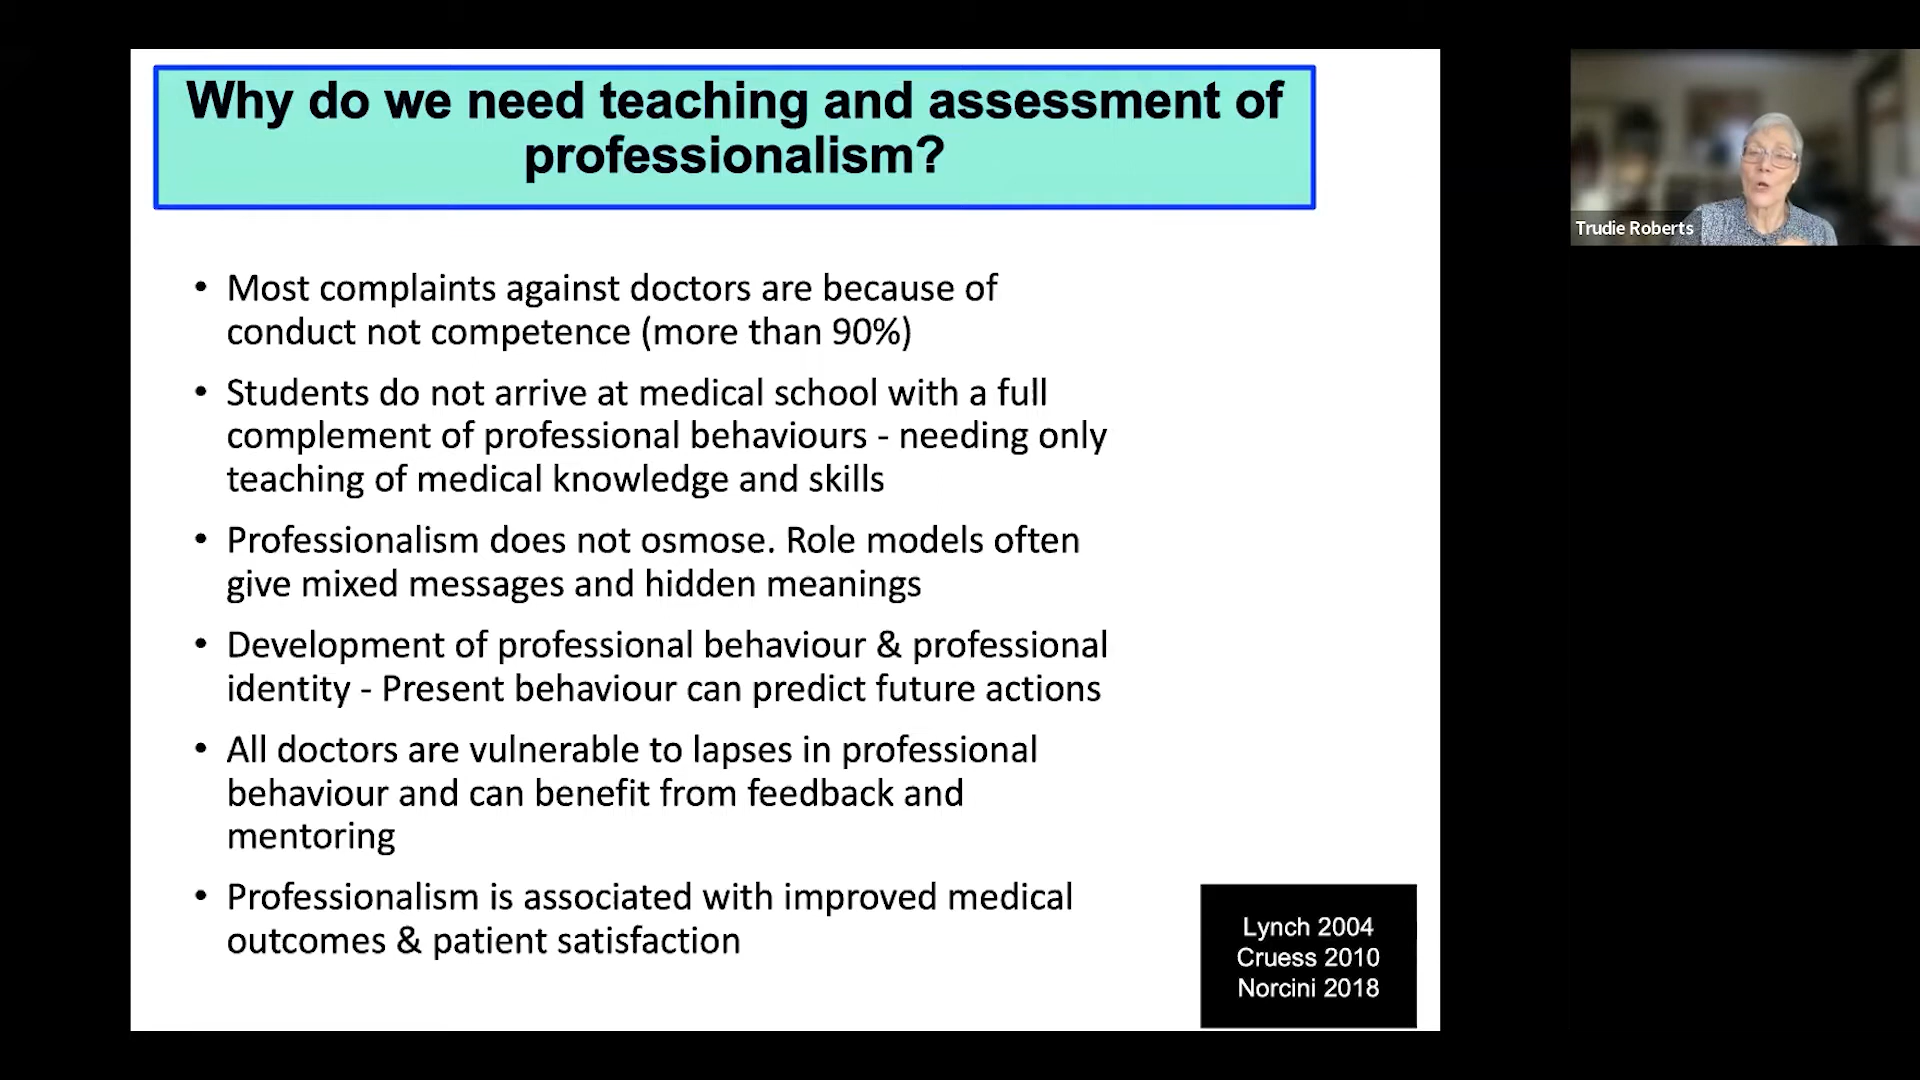 Why do we need teaching and assessment of
professionalism?
• Most complaints against doctors are because of
conduct not competence (more than 90%)
• Students do not arrive at medical school with a full
complement of professional behaviours - needing only
teaching of medical knowledge and skills
• Professionalism does not osmose. Role models often
give mixed messages and hidden meanings
• Development of professional behaviour & professional
identity - Present behaviour can predict future actions
• All doctors are vulnerable to lapses in professional
behaviour and can benefit from feedback and
mentoring
• Professionalism is associated with improved medical
outcomes & patient satisfaction
Lynch 2004
Cruess 2010
Norcini 2018
Trudie Roberts